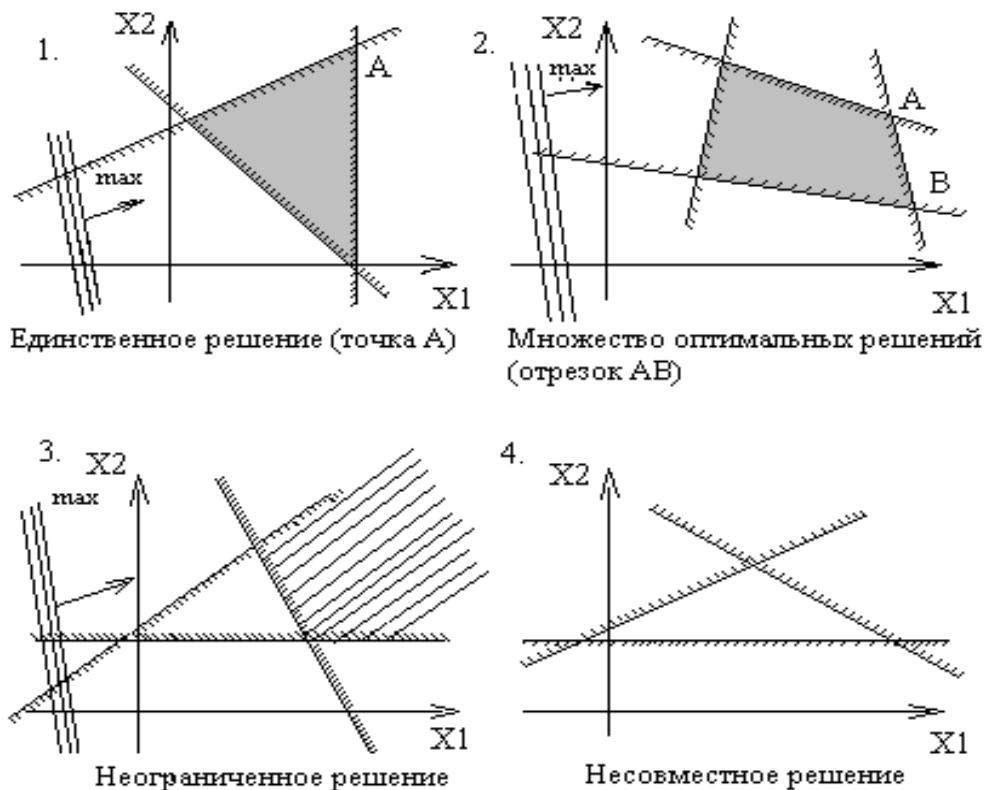 1.
X2
A
max
X1
Единственное решение (точка А)
2.
X2
max
A
B
X1
Множество оптимальных решений
(отрезок АВ)
3.
X2
max
X1
Неограниченное решение
4.
X2
X1
Несовместное решение